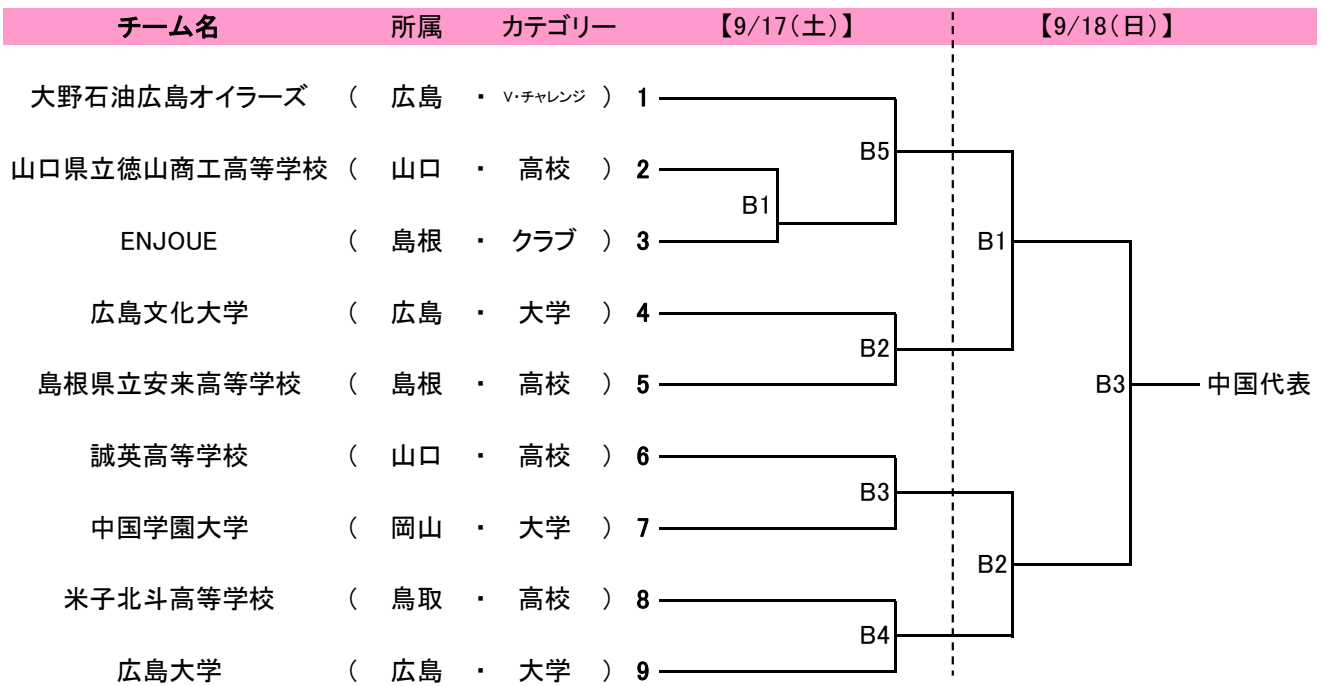 チーム名 所属 カテゴリー 【9/17(土)】 【9/18(日)】
大野石油広島オイラーズ ( 広島 ・ V・チャレンジ ) 1
B5
山口県立徳山商工高等学校 ( 山口 ・ 高校 ) 2
B1
ENJOUE ( 島根 ・ クラブ ) 3 B1
広島文化大学 ( 広島 ・ 大学 ) 4
B2
島根県立安来高等学校 ( 島根 ・ 高校 ) 5 B3 中国代表
誠英高等学校 ( 山口 ・ 高校 ) 6
B3
中国学園大学 ( 岡山 ・ 大学 ) 7
B2
米子北斗高等学校 ( 鳥取 ・ 高校 ) 8
B4
広島大学 ( 広島 ・ 大学 ) 9